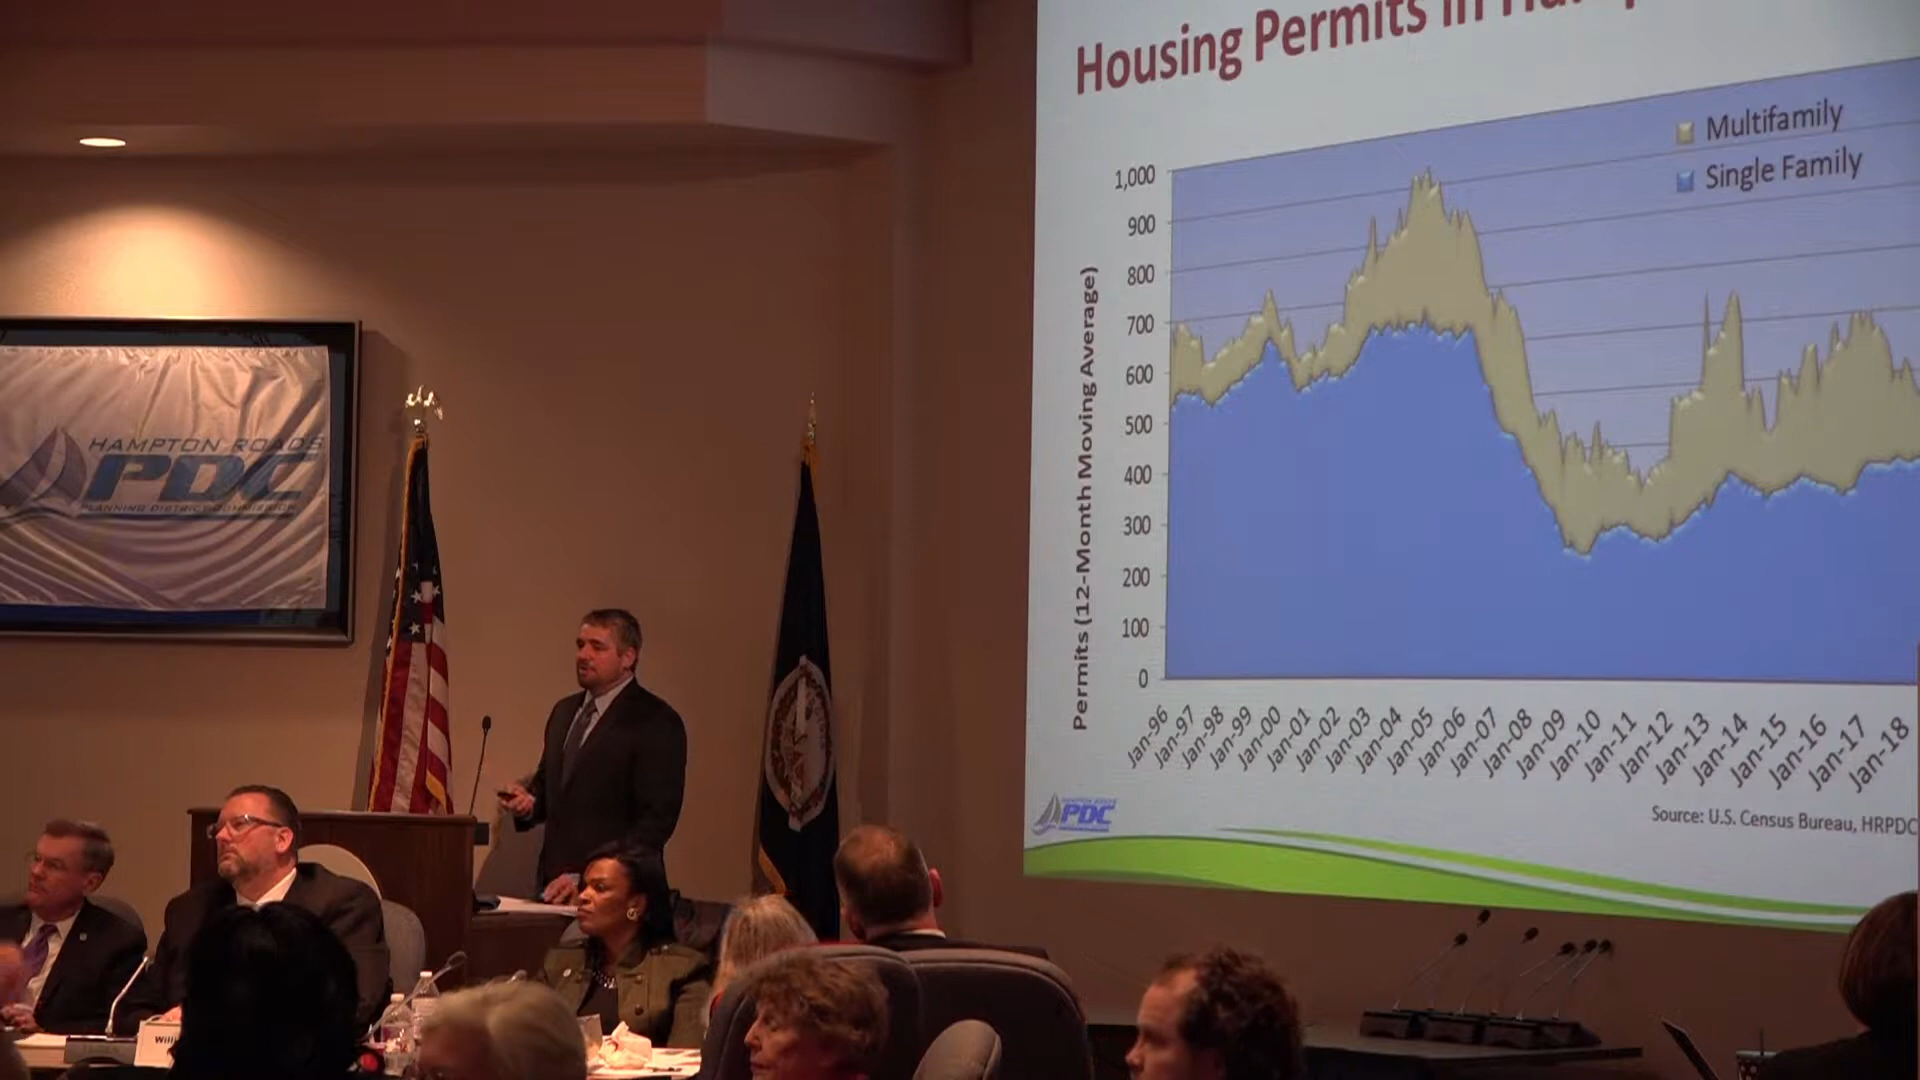 Housing Permits in
Multifamily
Single Family
1,000
900
800
700
600
500
400
300
200
100
0
Permits (12-Month Moving Average)
Jan-96
Jan-97
Jan-98
Jan-99
Jan-00
Jan-01
Jan-02
Jan-03
Jan-04
Jan-05
Jan-06
Jan-07
Jan-08
Jan-09
Jan-10
Jan-11
Jan-12
Jan-13
Jan-14
Jan-15
Jan-16
Jan-17
Jan-18
Source: U.S. Census Bureau, HRPDC
HAMPTON ROADS
PDC
PLANNING DISTRICT COMMISSION
HAMPTON ROADS
PDC